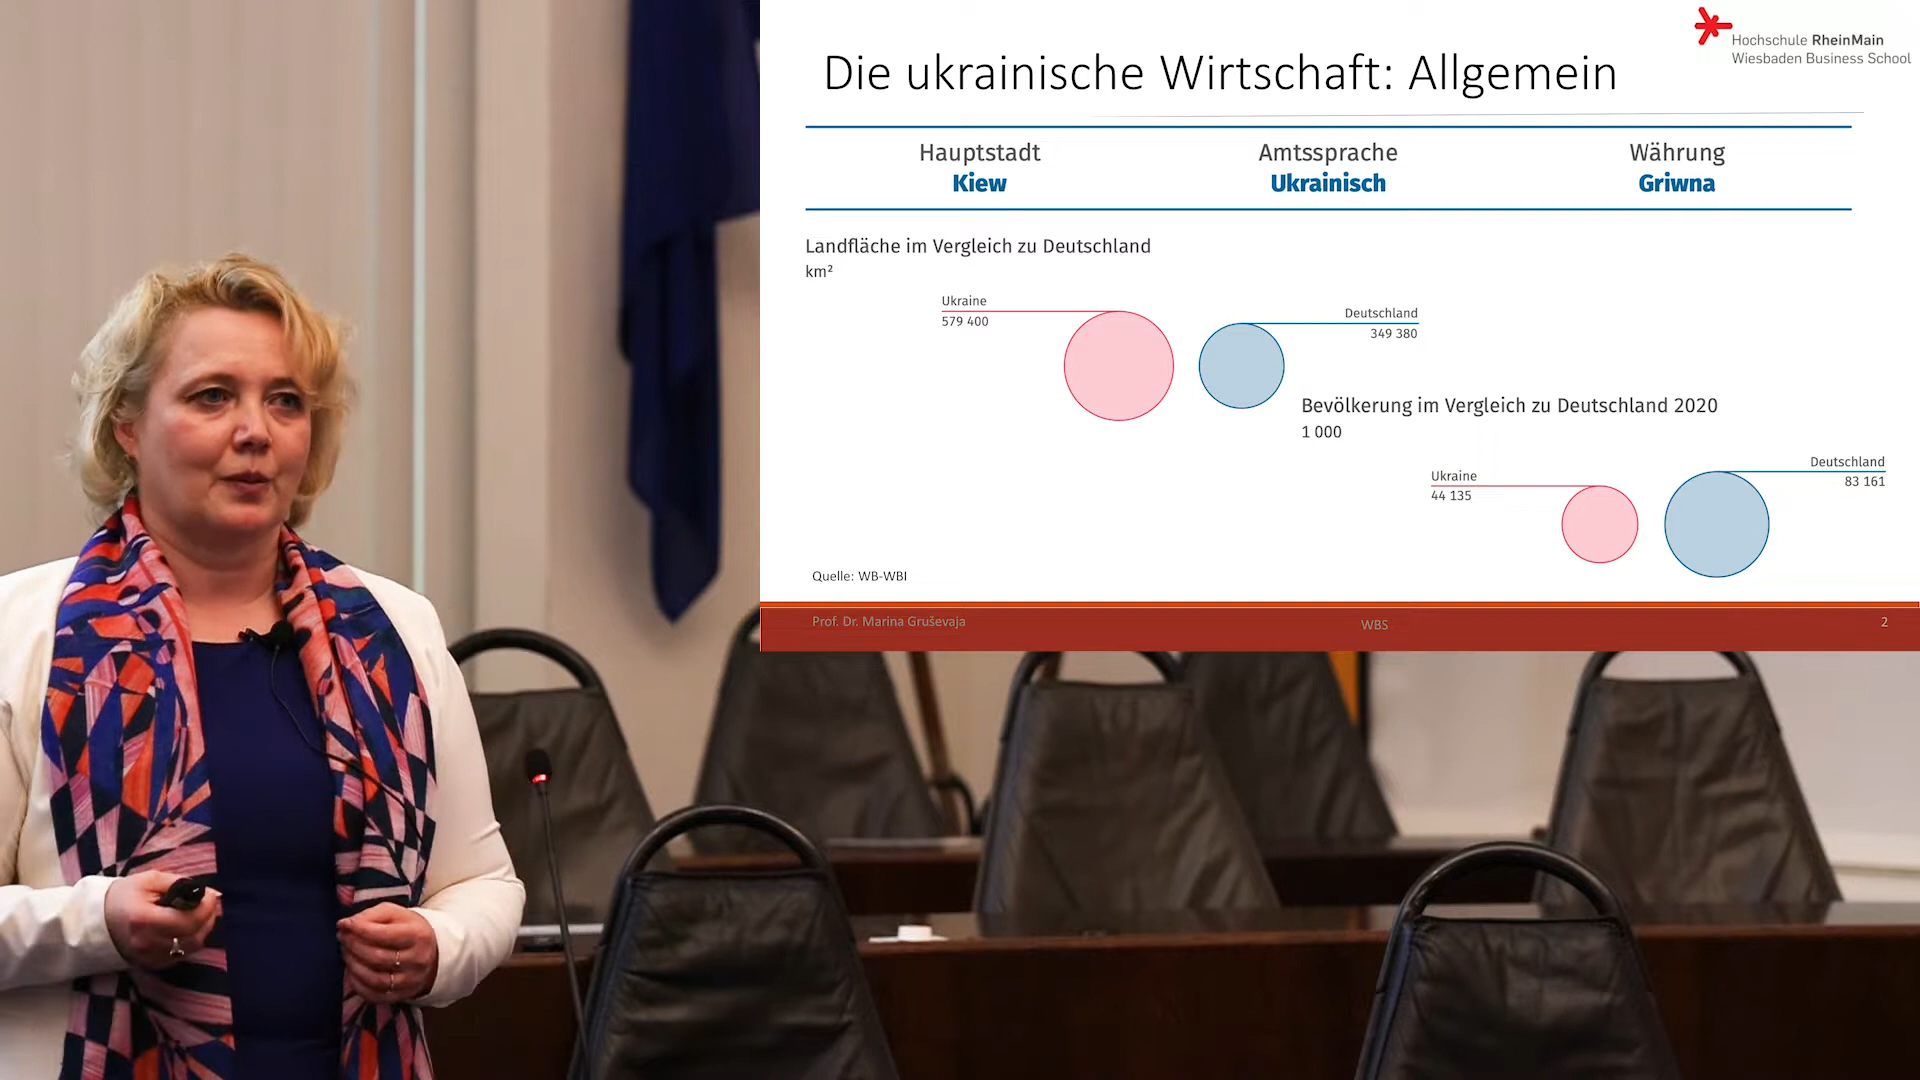 Hochschule RheinMain
Wiesbaden Business School
Die ukrainische Wirtschaft: Allgemein
Hauptstadt
Kiew
Amtssprache
Ukrainisch
Währung
Griwna
Landfläche im Vergleich zu Deutschland
km²
Ukraine
579 400
Deutschland
349 380
Bevölkerung im Vergleich zu Deutschland 2020
1 000
Ukraine
44 135
Deutschland
83 161
Quelle: WB-WBI
Prof. Dr. Marina Gruševaja
WBS
2